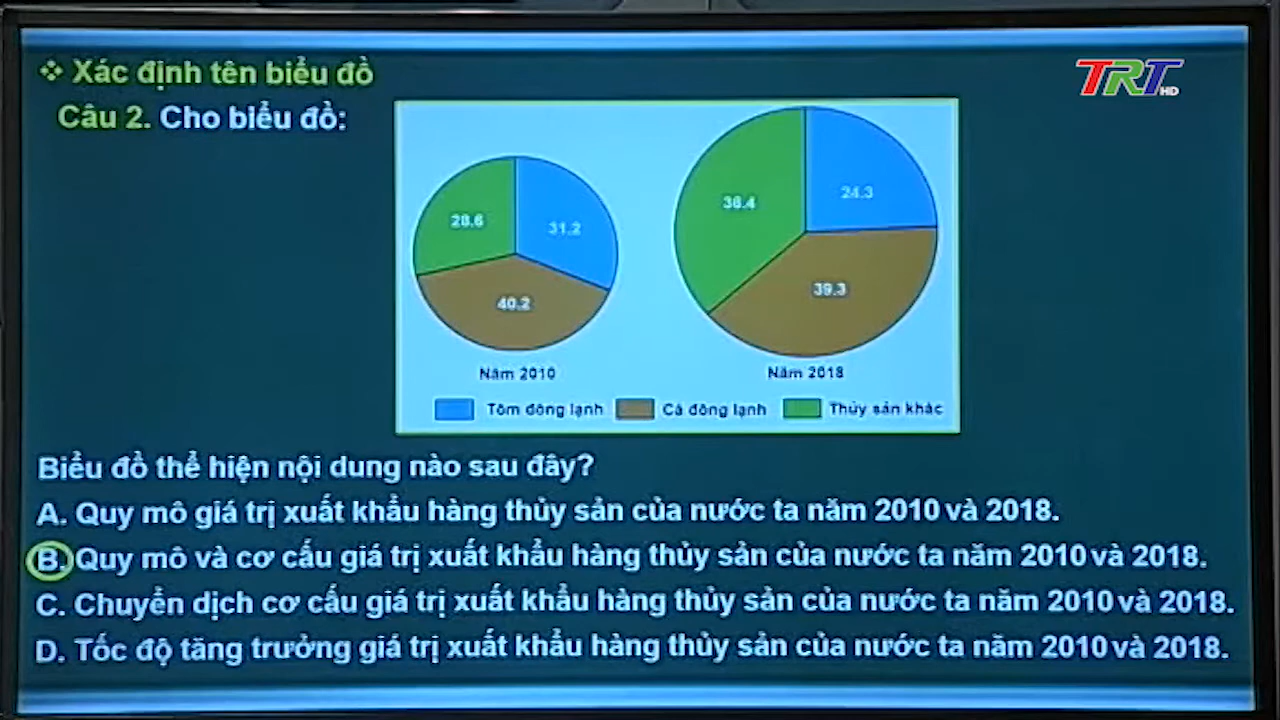 ❖ Xác định tên biểu đồ
TRT HD
Câu 2. Cho biểu đồ:
28.6
31.2
40.2
Năm 2010
36.4
24.3
39.3
Năm 2018
Tôm đông lạnh
Cá đông lạnh
Thủy sản khác
Biểu đồ thể hiện nội dung nào sau đây?
A. Quy mô giá trị xuất khẩu hàng thủy sản của nước ta năm 2010 và 2018.
B. Quy mô và cơ cấu giá trị xuất khẩu hàng thủy sản của nước ta năm 2010 và 2018.
C. Chuyển dịch cơ cấu giá trị xuất khẩu hàng thủy sản của nước ta năm 2010 và 2018.
D. Tốc độ tăng trưởng giá trị xuất khẩu hàng thủy sản của nước ta năm 2010 và 2018.